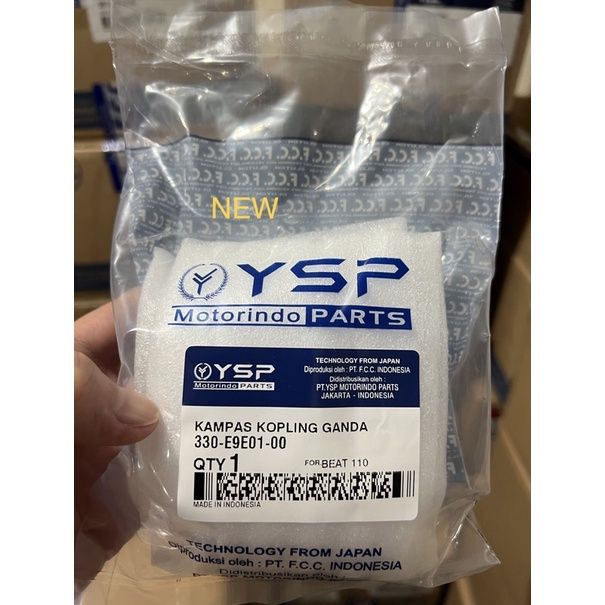 F.C.C. F.C.C. F.C.C.
NEW
YSP
Motorindo PARTS
YSP
Motorindo PARTS
TECHNOLOGY FROM JAPAN
Diproduksi oleh : PT. F.C.C. INDONESIA
Didistribusikan oleh :
PT.YSP MOTORINDO PARTS
JAKARTA - INDONESIA
KAMPAS KOPLING GANDA
330-E9E01-00
QTY 1
FOR BEAT 110
MADE IN INDONESIA
TECHNOLOGY FROM JAPAN
Diproduksi oleh : PT. F.C.C. INDONESIA
Didistribusikan oleh :